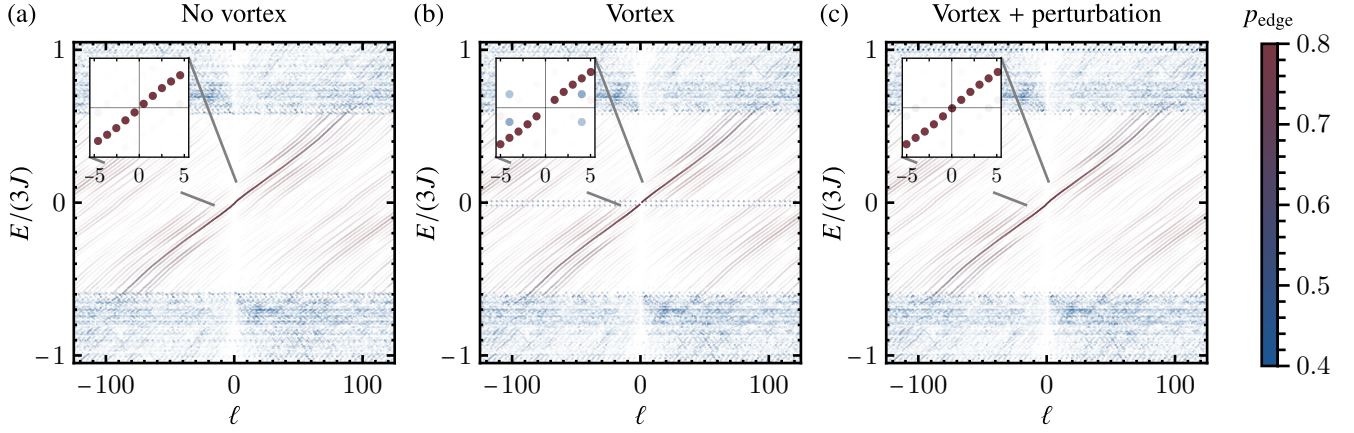 (a) No vortex
(b) Vortex
(c) Vortex + perturbation
p_edge
1
0
−1
E/(3J)
−5 0 5
−100 0 100
ℓ
1
0
−1
E/(3J)
−5 0 5
−100 0 100
ℓ
1
0
−1
E/(3J)
−5 0 5
−100 0 100
ℓ
0.8
0.7
0.6
0.5
0.4